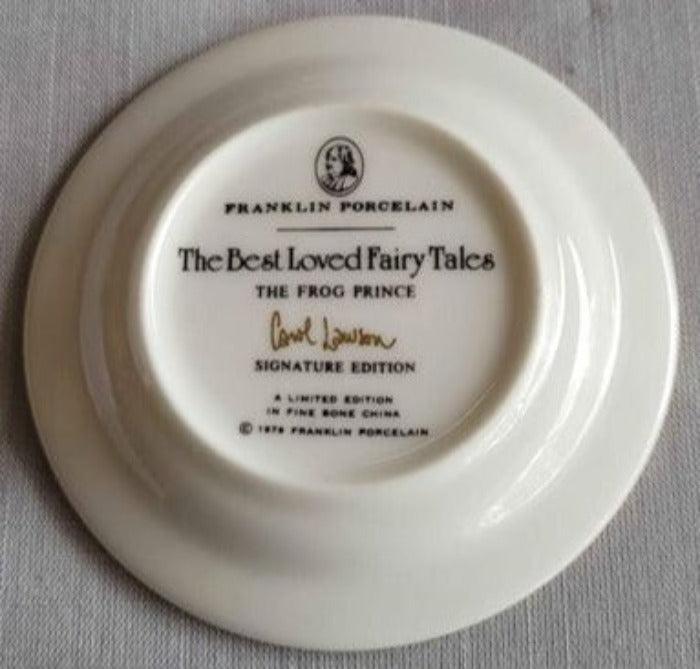 FRANKLIN PORCELAIN
The Best Loved Fairy Tales
THE FROG PRINCE
Carol Lawson
SIGNATURE EDITION
A LIMITED EDITION
IN FINE BONE CHINA
© 1979 FRANKLIN PORCELAIN